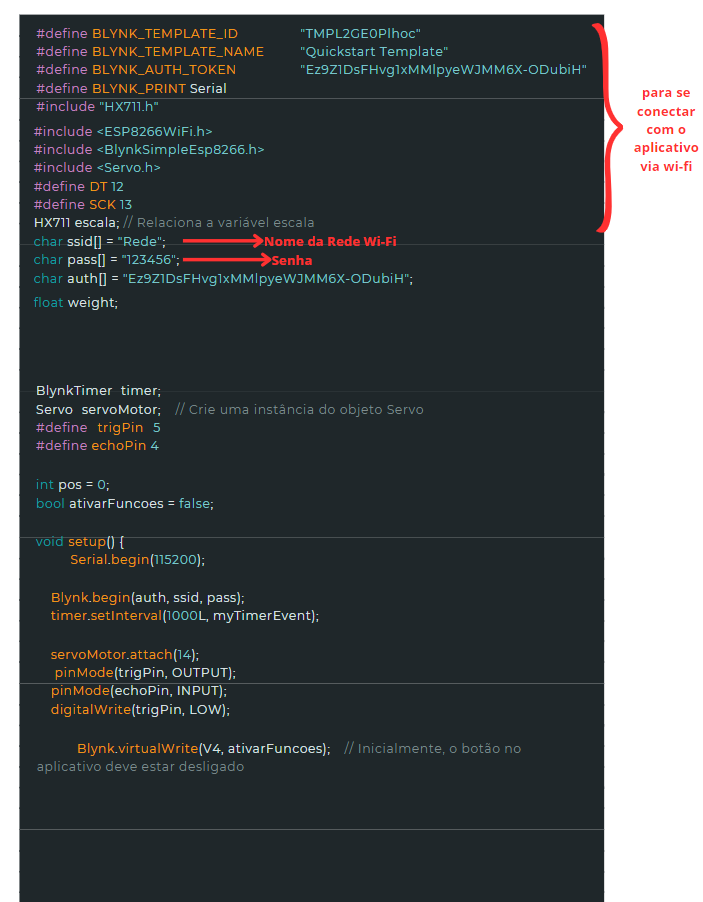 #define BLYNK_TEMPLATE_ID "TMPL2GE0Plhoc"
#define BLYNK_TEMPLATE_NAME "Quickstart Template"
#define BLYNK_AUTH_TOKEN "Ez9Z1DsFHvg1xMMlpyeWJMM6X-ODubiH"
#define BLYNK_PRINT Serial
#include "HX711.h"
#include <ESP8266WiFi.h>
#include <BlynkSimpleEsp8266.h>
#include <Servo.h>
#define DT 12
#define SCK 13
HX711 escala; // Relaciona a variável escala
para se
conectar
com o
aplicativo
via wi-fi
char ssid[] = "Rede"; Nome da Rede Wi-Fi
char pass[] = "123456"; Senha
char auth[] = "Ez9Z1DsFHvg1xMMlpyeWJMM6X-ODubiH";
float weight;
BlynkTimer timer;
Servo servoMotor; // Crie uma instância do objeto Servo
#define trigPin 5
#define echoPin 4
int pos = 0;
bool ativarFuncoes = false;
void setup() {
Serial.begin(115200);
Blynk.begin(auth, ssid, pass);
timer.setInterval(1000L, myTimerEvent);
servoMotor.attach(14);
pinMode(trigPin, OUTPUT);
pinMode(echoPin, INPUT);
digitalWrite(trigPin, LOW);
Blynk.virtualWrite(V4, ativarFuncoes); // Inicialmente, o botão no
aplicativo deve estar desligado